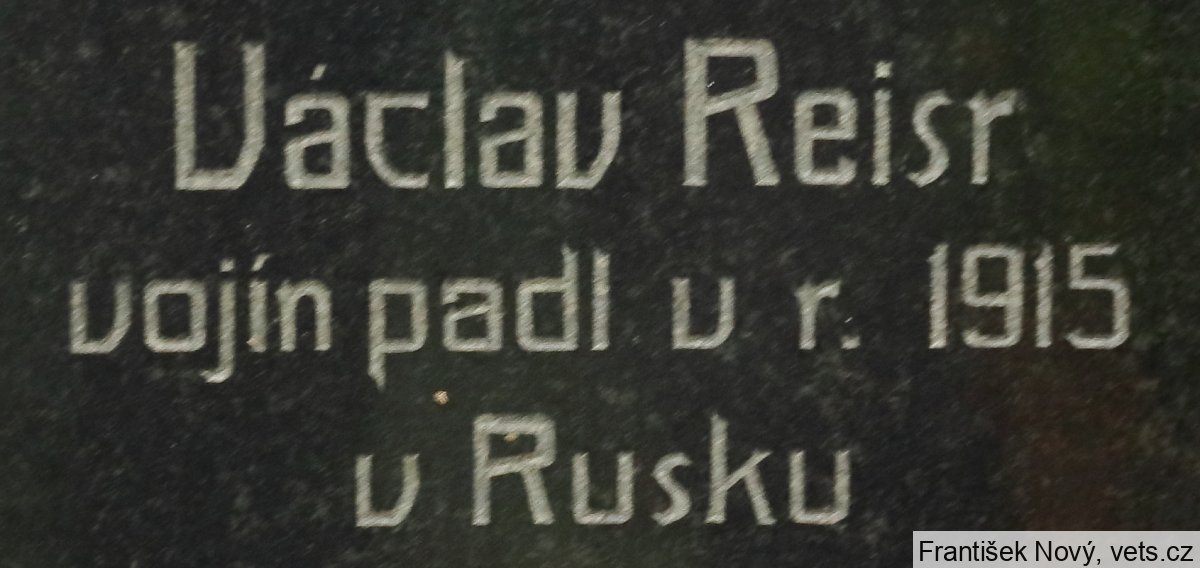 Václav Reisr
vojín padl v r. 1915
v Rusku
František Nový, vets.cz